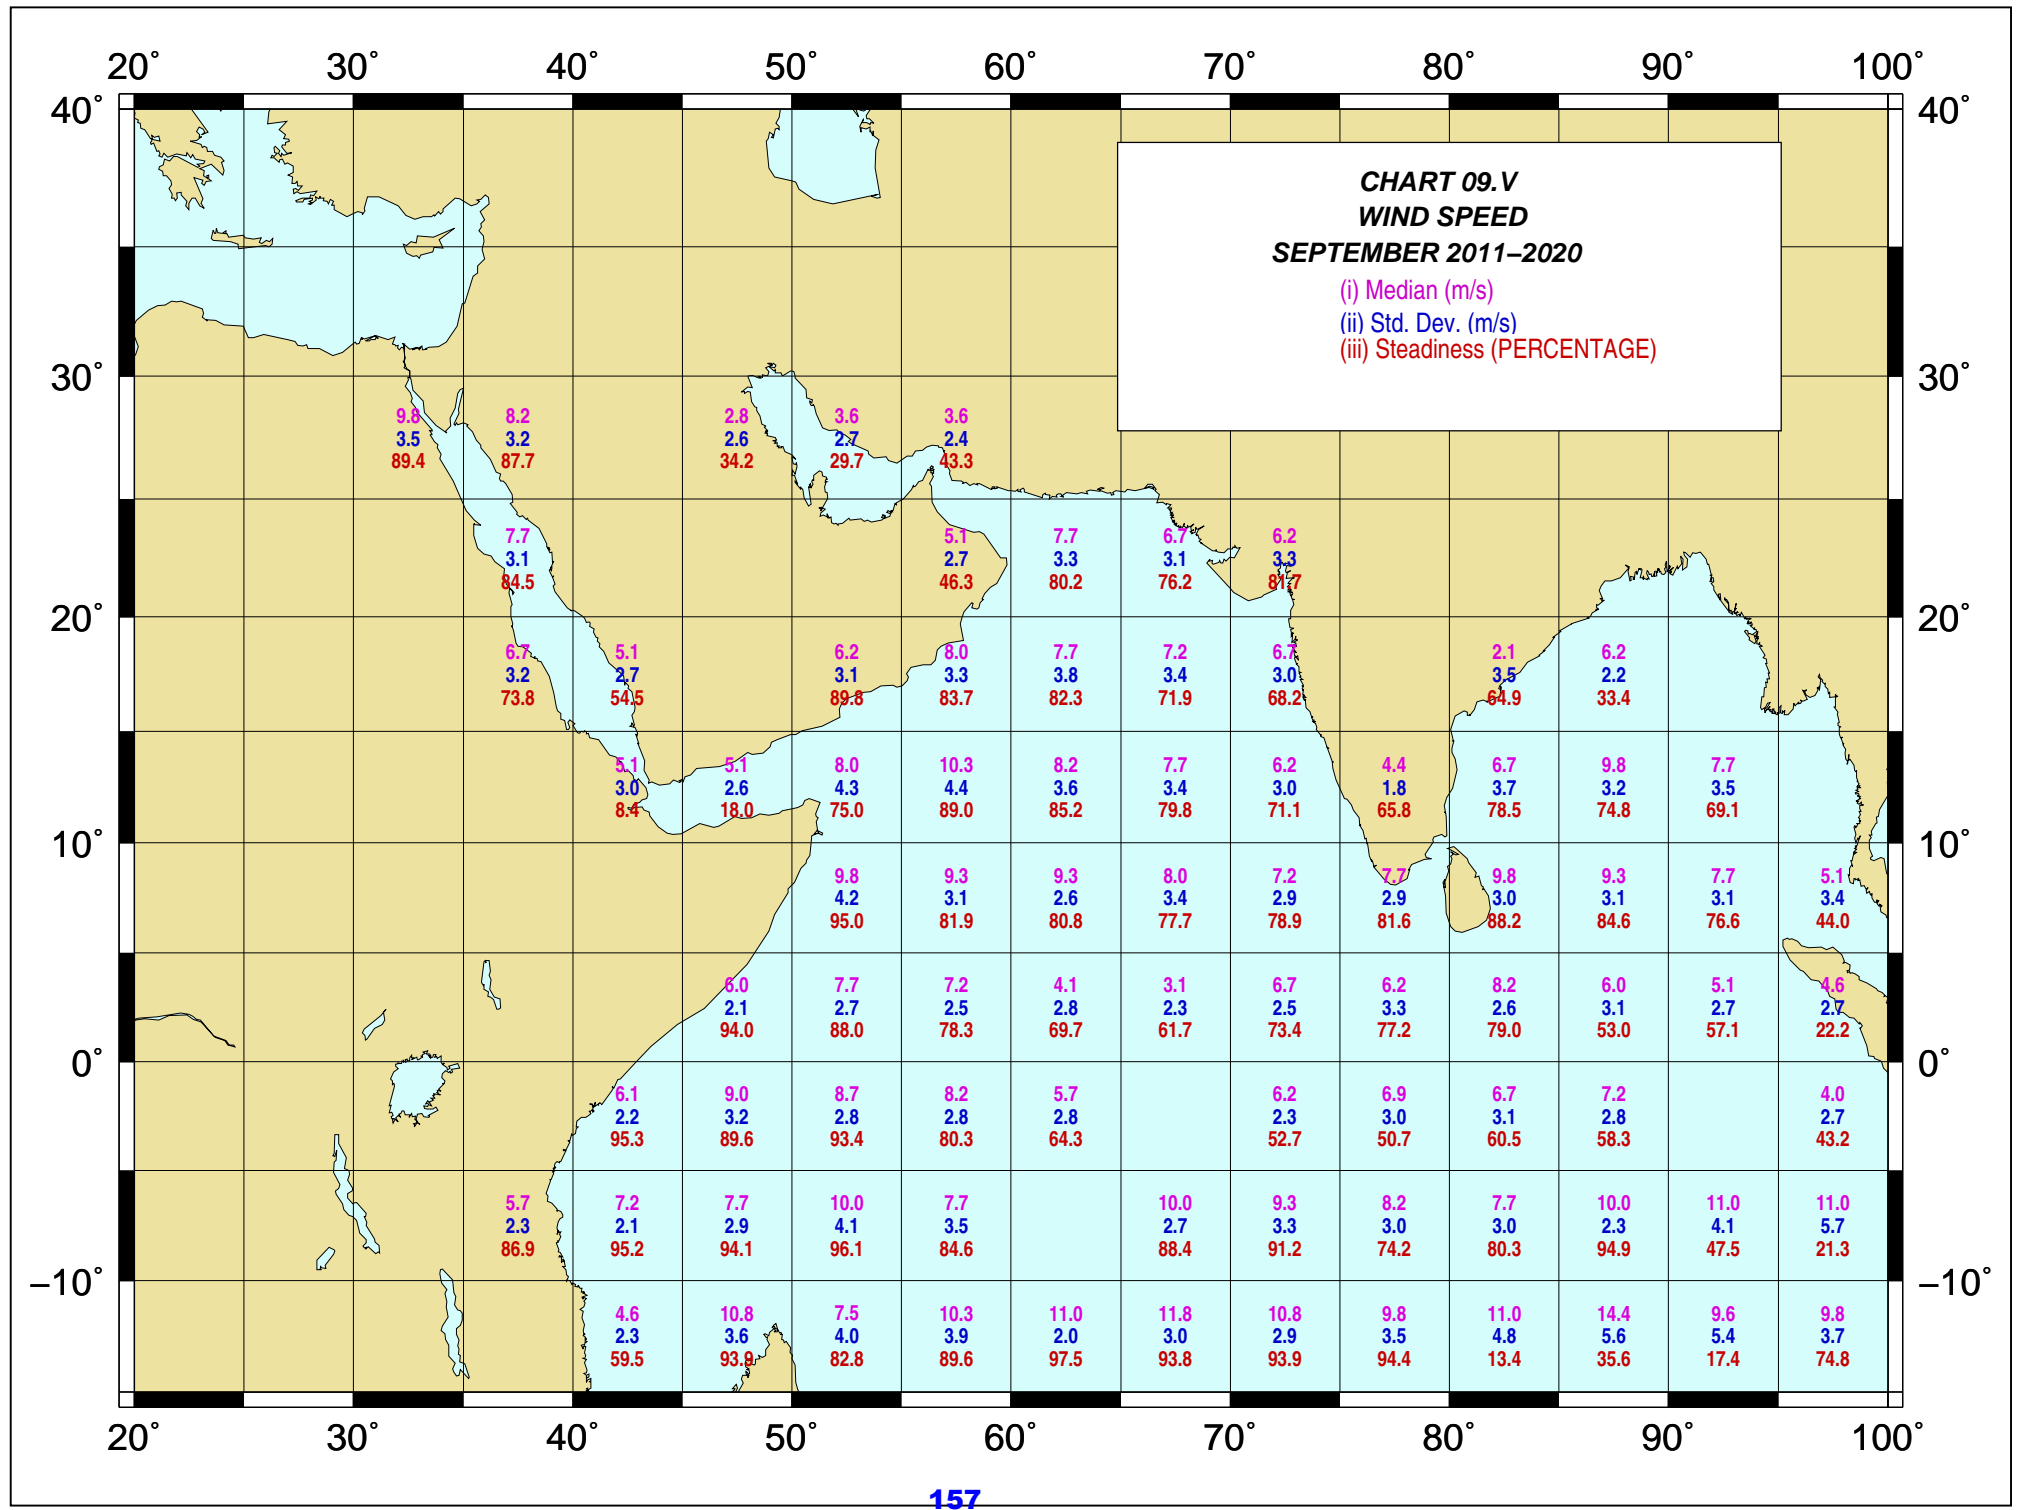 20° 30° 40° 50° 60° 70° 80° 90° 100°
40° 40°
CHART 09.V
WIND SPEED
SEPTEMBER 2011–2020
(i) Median (m/s)
(ii) Std. Dev. (m/s)
(iii) Steadiness (PERCENTAGE)
30° 30°
9.8 8.2 2.8 3.6 3.6
3.5 3.2 2.6 2.7 2.4
89.4 87.7 34.2 29.7 43.3
7.7 5.1 7.7 6.7 6.2
3.1 2.7 3.3 3.1 3.3
84.5 46.3 80.2 76.2 81.7
20° 20°
6.7 5.1 6.2 8.0 7.7 7.2 6.7 2.1 6.2
3.2 2.7 3.1 3.3 3.8 3.4 3.0 3.5 2.2
73.8 54.5 89.8 83.7 82.3 71.9 68.2 64.9 33.4
5.1 5.1 8.0 10.3 8.2 7.7 6.2 4.4 6.7 9.8 7.7
3.0 2.6 4.3 4.4 3.6 3.4 3.0 1.8 3.7 3.2 3.5
8.4 18.0 75.0 89.0 85.2 79.8 71.1 65.8 78.5 74.8 69.1
10° 10°
9.8 9.3 9.3 8.0 7.2 7.7 9.8 9.3 7.7 5.1
4.2 3.1 2.6 3.4 2.9 2.9 3.0 3.1 3.1 3.4
95.0 81.9 80.8 77.7 78.9 81.6 88.2 84.6 76.6 44.0
6.0 7.7 7.2 4.1 3.1 6.7 6.2 8.2 6.0 5.1 4.6
2.1 2.7 2.5 2.8 2.3 2.5 3.3 2.6 3.1 2.7 2.7
94.0 88.0 78.3 69.7 61.7 73.4 77.2 79.0 53.0 57.1 22.2
0° 0°
6.1 9.0 8.7 8.2 5.7 6.2 6.9 6.7 7.2 4.0
2.2 3.2 2.8 2.8 2.8 2.3 3.0 3.1 2.8 2.7
95.3 89.6 93.4 80.3 64.3 52.7 50.7 60.5 58.3 43.2
5.7 7.2 7.7 10.0 7.7 10.0 9.3 8.2 7.7 10.0 11.0 11.0
2.3 2.1 2.9 4.1 3.5 2.7 3.3 3.0 3.0 2.3 4.1 5.7
86.9 95.2 94.1 96.1 84.6 88.4 91.2 74.2 80.3 94.9 47.5 21.3
–10° –10°
4.6 10.8 7.5 10.3 11.0 11.8 10.8 9.8 11.0 14.4 9.6 9.8
2.3 3.6 4.0 3.9 2.0 3.0 2.9 3.5 4.8 5.6 5.4 3.7
59.5 93.9 82.8 89.6 97.5 93.8 93.9 94.4 13.4 35.6 17.4 74.8
20° 30° 40° 50° 60° 70° 80° 90° 100°
157